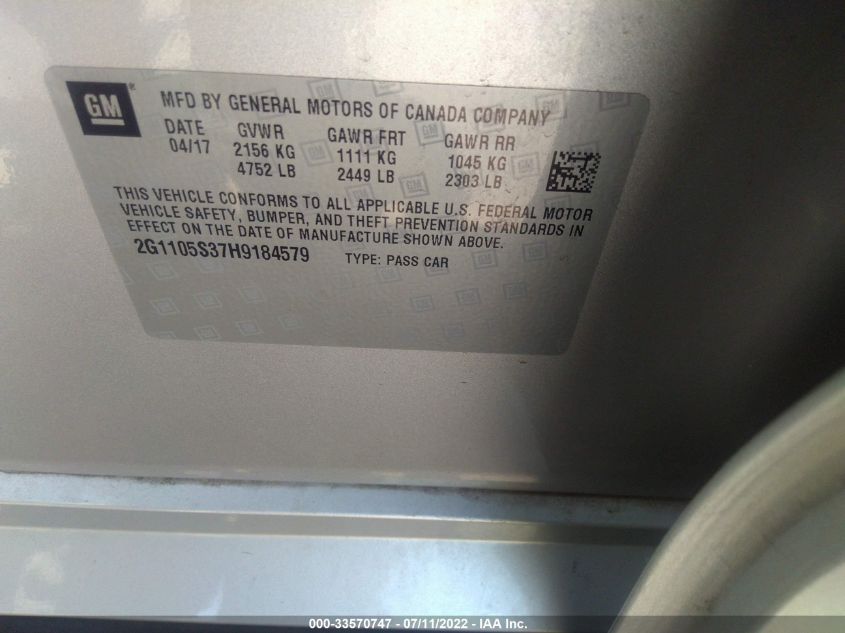 GM ®
MFD BY GENERAL MOTORS OF CANADA COMPANY
DATE GVWR GAWR FRT GAWR RR
04/17 2156 KG 1111 KG 1045 KG
4752 LB 2449 LB 2303 LB
THIS VEHICLE CONFORMS TO ALL APPLICABLE U.S. FEDERAL MOTOR
VEHICLE SAFETY, BUMPER, AND THEFT PREVENTION STANDARDS IN
EFFECT ON THE DATE OF MANUFACTURE SHOWN ABOVE.
2G1105S37H9184579 TYPE: PASS CAR
000-33570747 - 07/11/2022 - IAA Inc.